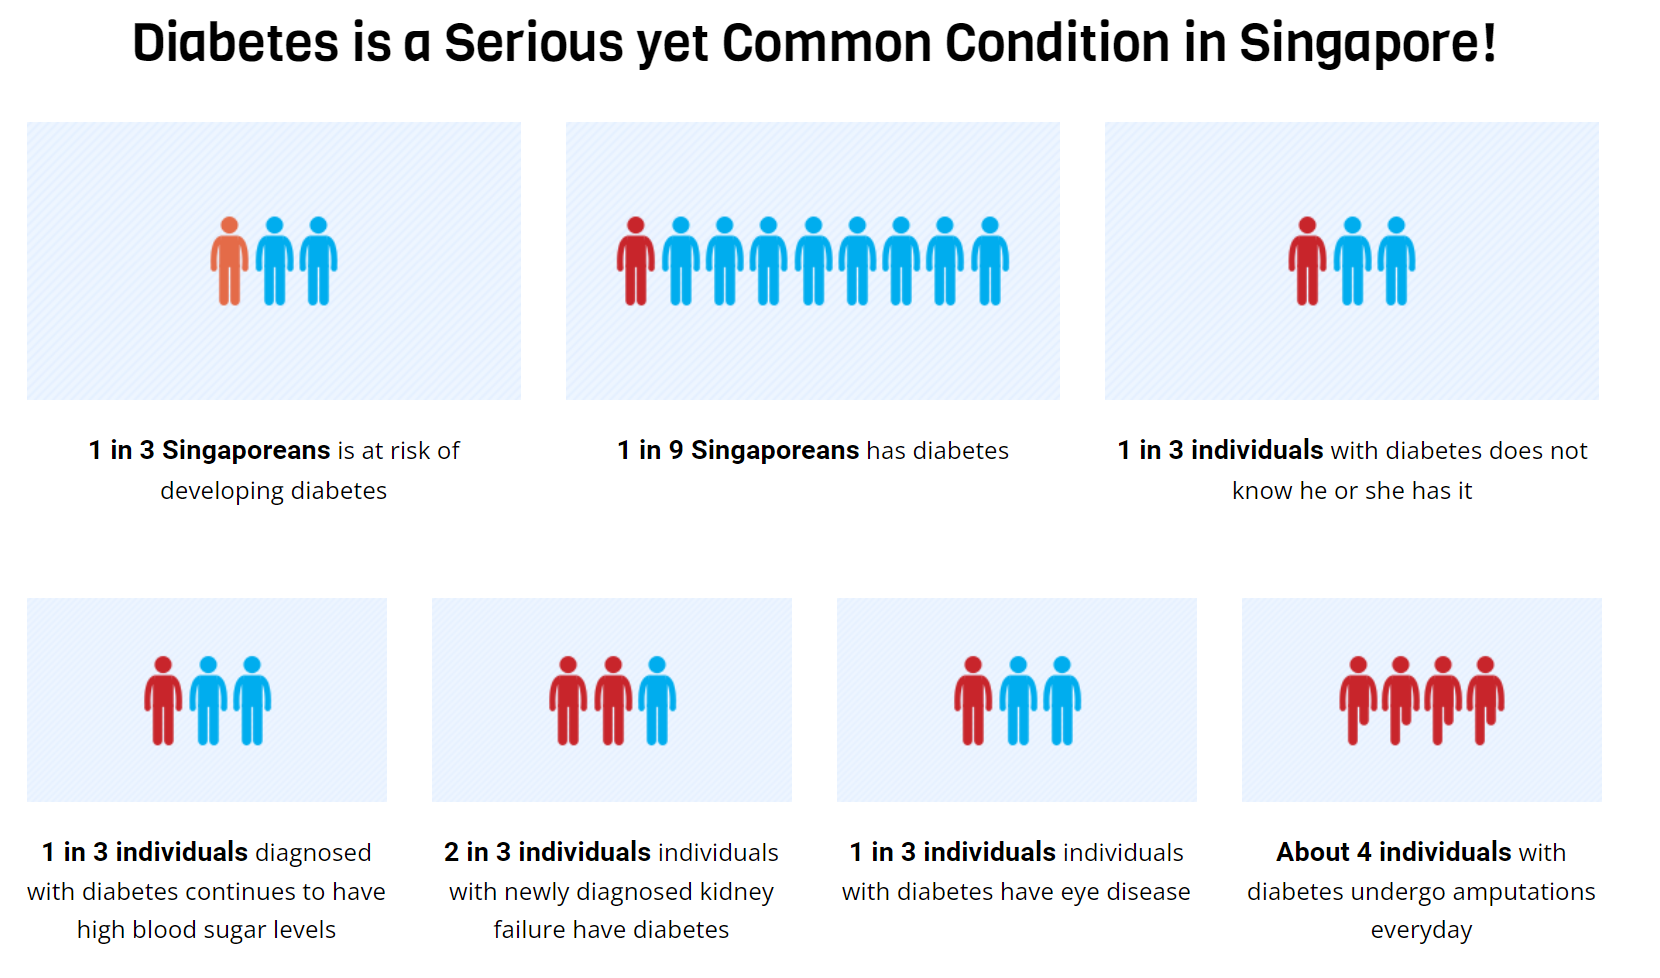 Diabetes is a Serious yet Common Condition in Singapore!
1 in 3 Singaporeans is at risk of
developing diabetes
1 in 9 Singaporeans has diabetes
1 in 3 individuals with diabetes does not
know he or she has it
1 in 3 individuals diagnosed
with diabetes continues to have
high blood sugar levels
2 in 3 individuals individuals
with newly diagnosed kidney
failure have diabetes
1 in 3 individuals individuals
with diabetes have eye disease
About 4 individuals with
diabetes undergo amputations
everyday